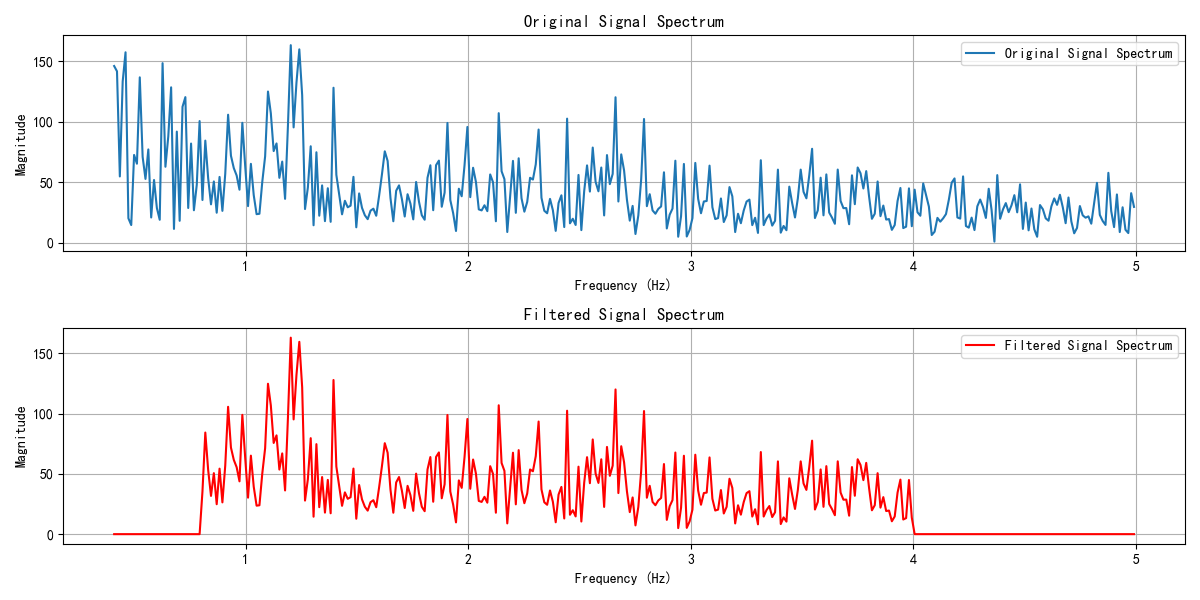 Original Signal Spectrum
Original Signal Spectrum
Magnitude
150
100
50
0
1
2
3
4
5
Frequency (Hz)
Filtered Signal Spectrum
Filtered Signal Spectrum
Magnitude
150
100
50
0
1
2
3
4
5
Frequency (Hz)